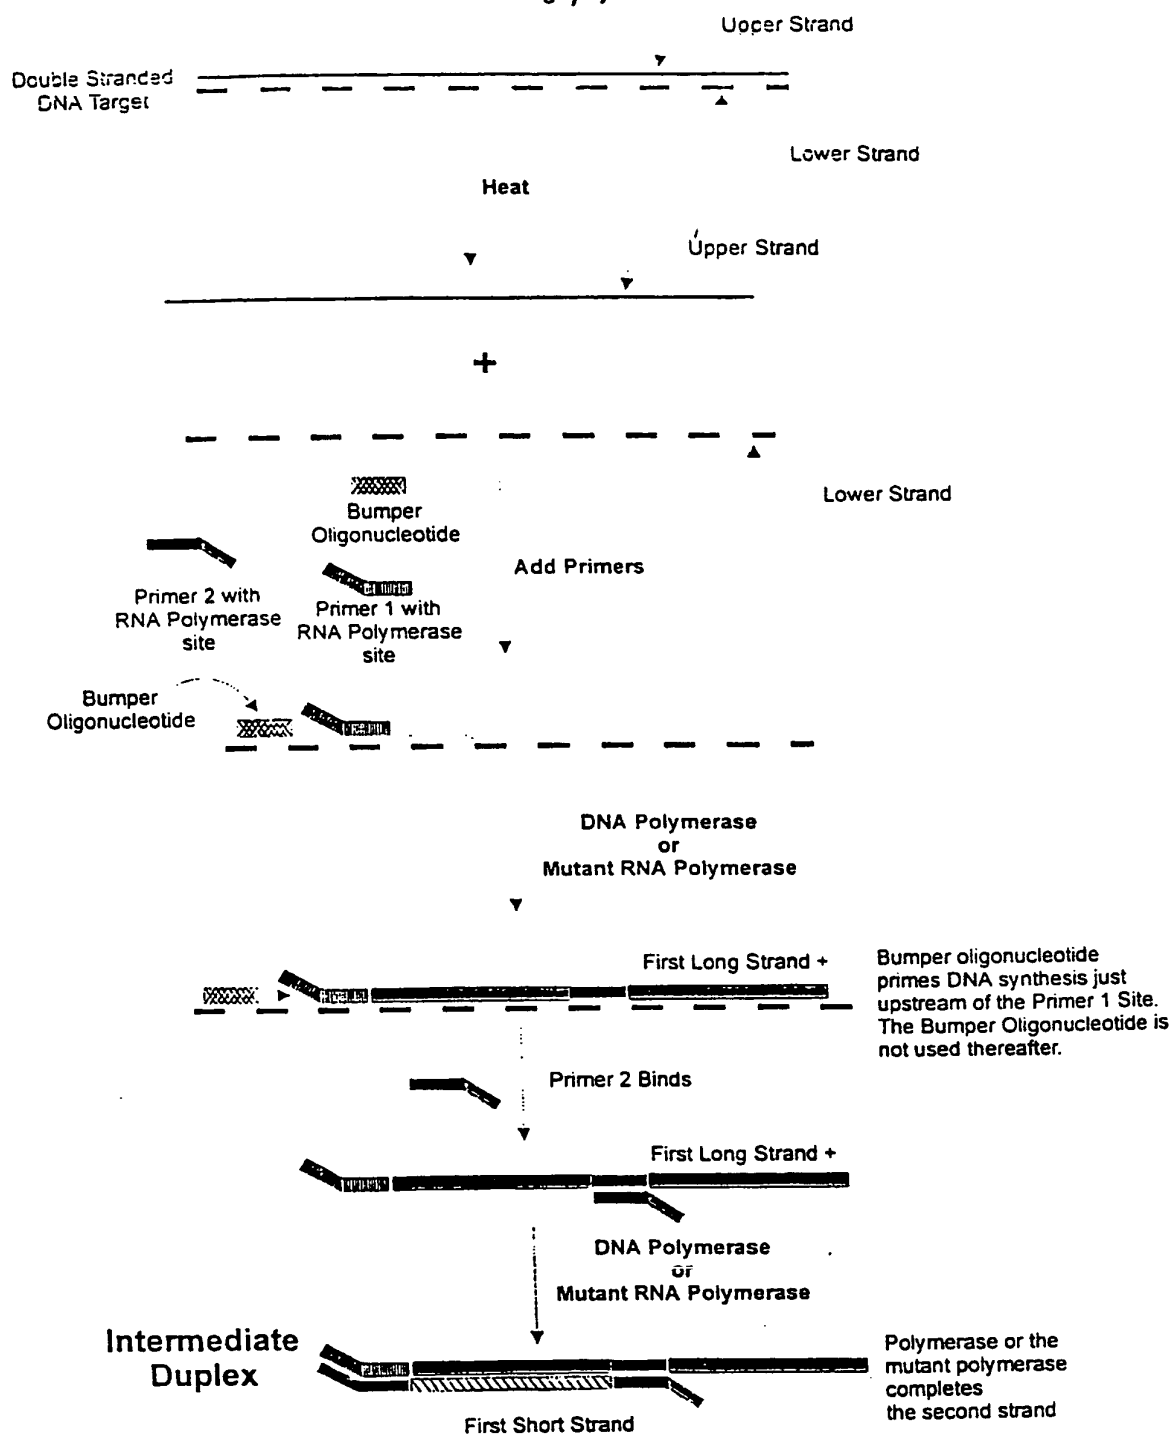 Upper Strand
Double Stranded
DNA Target
Lower Strand
Heat
Upper Strand
+
Lower Strand
Bumper
Oligonucleotide
Add Primers
Primer 2 with
RNA Polymerase
site
Primer 1 with
RNA Polymerase
site
Bumper
Oligonucleotide
DNA Polymerase
or
Mutant RNA Polymerase
First Long Strand +
Bumper oligonucleotide
primes DNA synthesis just
upstream of the Primer 1 Site.
The Bumper Oligonucleotide is
not used thereafter.
Primer 2 Binds
First Long Strand +
DNA Polymerase
or
Mutant RNA Polymerase
Intermediate
Duplex
Polymerase or the
mutant polymerase
completes
the second strand
First Short Strand